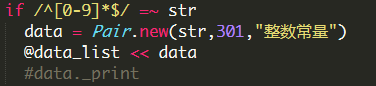 if /^[0-9]*$/ =~ str
  data = Pair.new(str,301,"整数常量")
  @data_list << data
  #data._print